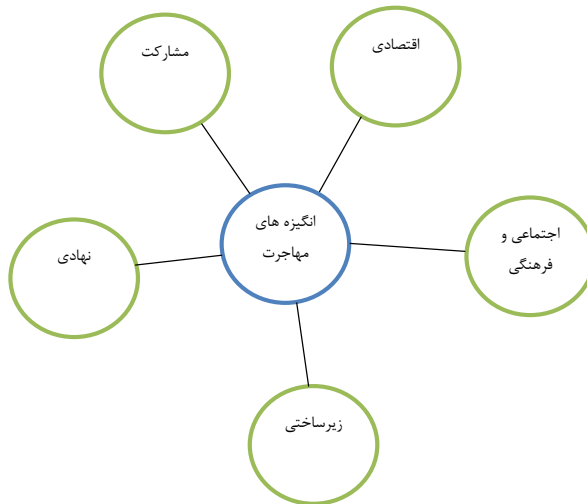 اقتصادی
مشارکت
انگیزه های
مهاجرت
اجتماعی و
فرهنگی
نهادی
زیرساختی